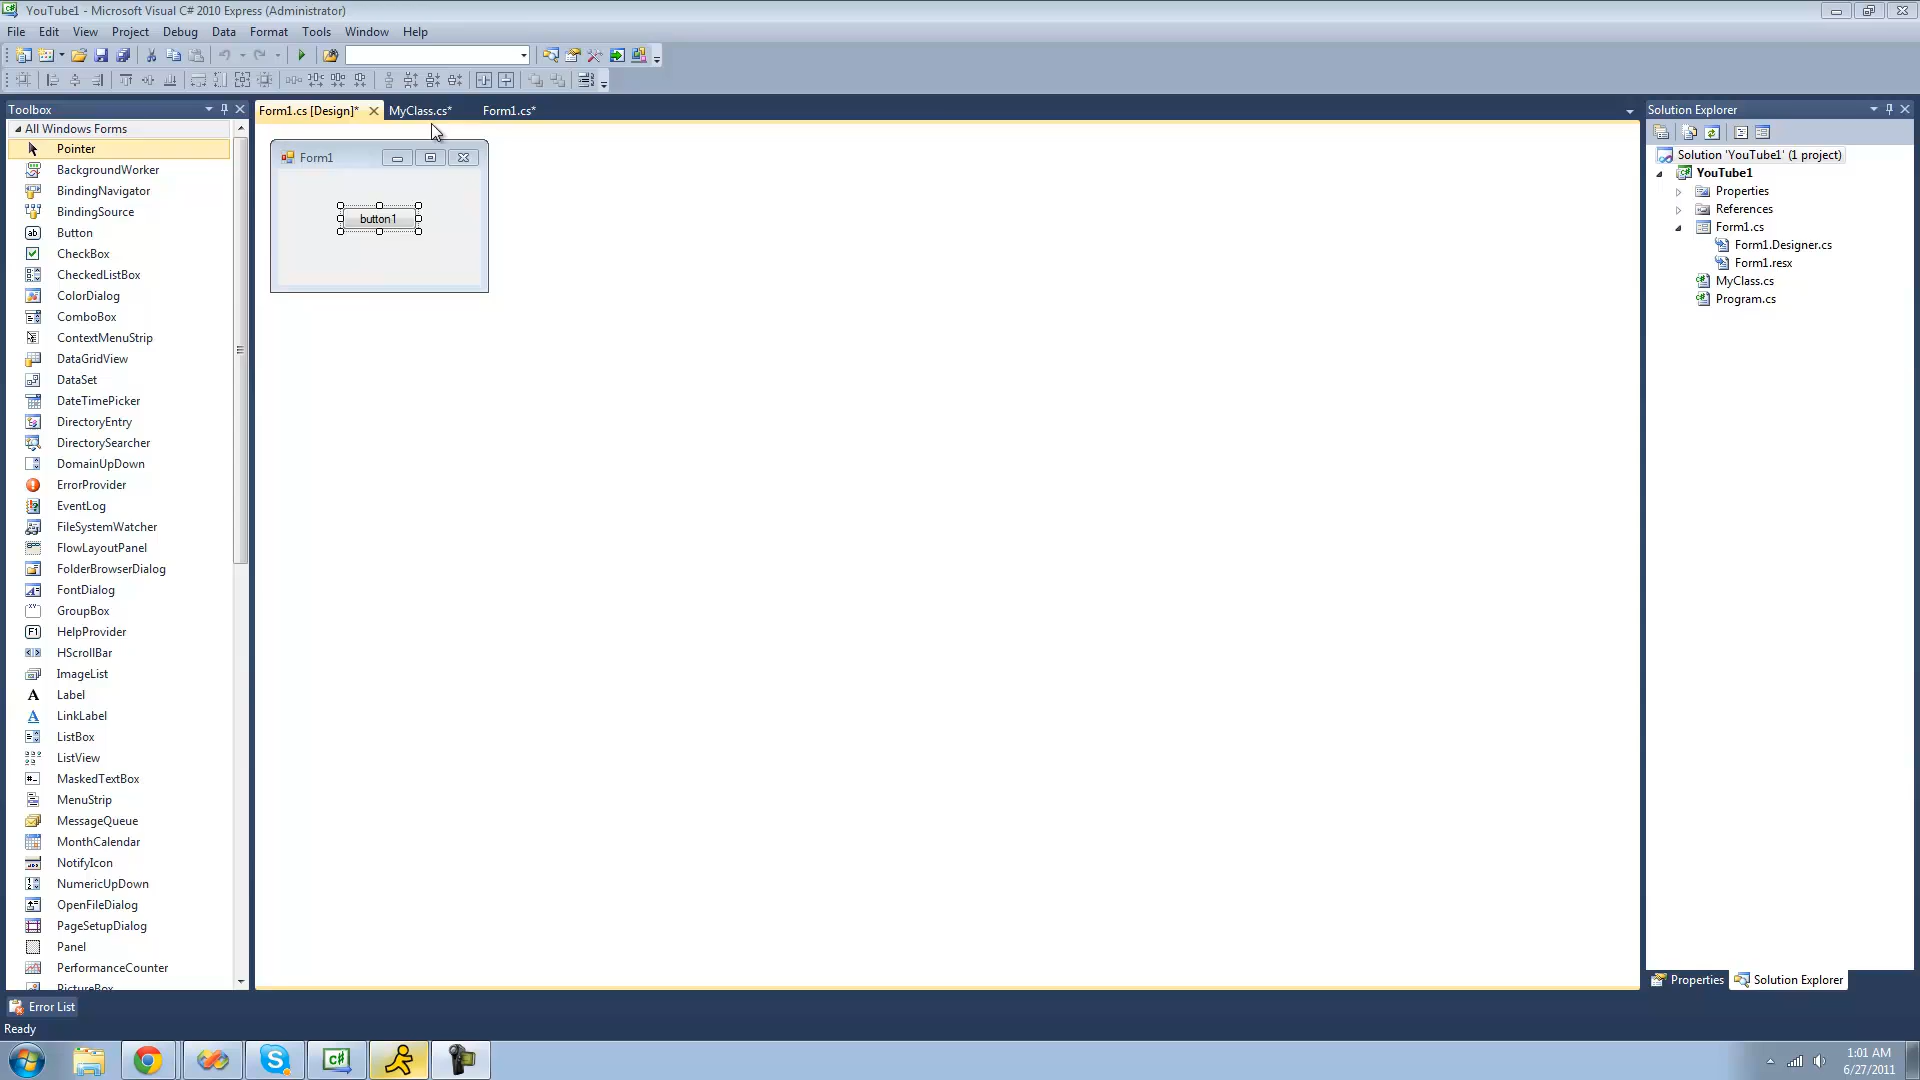 YouTube1 - Microsoft Visual C# 2010 Express (Administrator)
File Edit View Project Debug Data Format Tools Window Help
Toolbox
All Windows Forms
Pointer
BackgroundWorker
BindingNavigator
BindingSource
Button
CheckBox
CheckedListBox
ColorDialog
ComboBox
ContextMenuStrip
DataGridView
DataSet
DateTimePicker
DirectoryEntry
DirectorySearcher
DomainUpDown
ErrorProvider
EventLog
FileSystemWatcher
FlowLayoutPanel
FolderBrowserDialog
FontDialog
GroupBox
HelpProvider
HScrollBar
ImageList
Label
LinkLabel
ListBox
ListView
MaskedTextBox
MenuStrip
MessageQueue
MonthCalendar
NotifyIcon
NumericUpDown
OpenFileDialog
PageSetupDialog
Panel
PerformanceCounter
PictureBox
Form1.cs [Design]* MyClass.cs* Form1.cs*
Form1
button1
Solution Explorer
Solution 'YouTube1' (1 project)
YouTube1
Properties
References
Form1.cs
Form1.Designer.cs
Form1.resx
MyClass.cs
Program.cs
Properties Solution Explorer
Error List
Ready
1:01 AM
6/27/2011